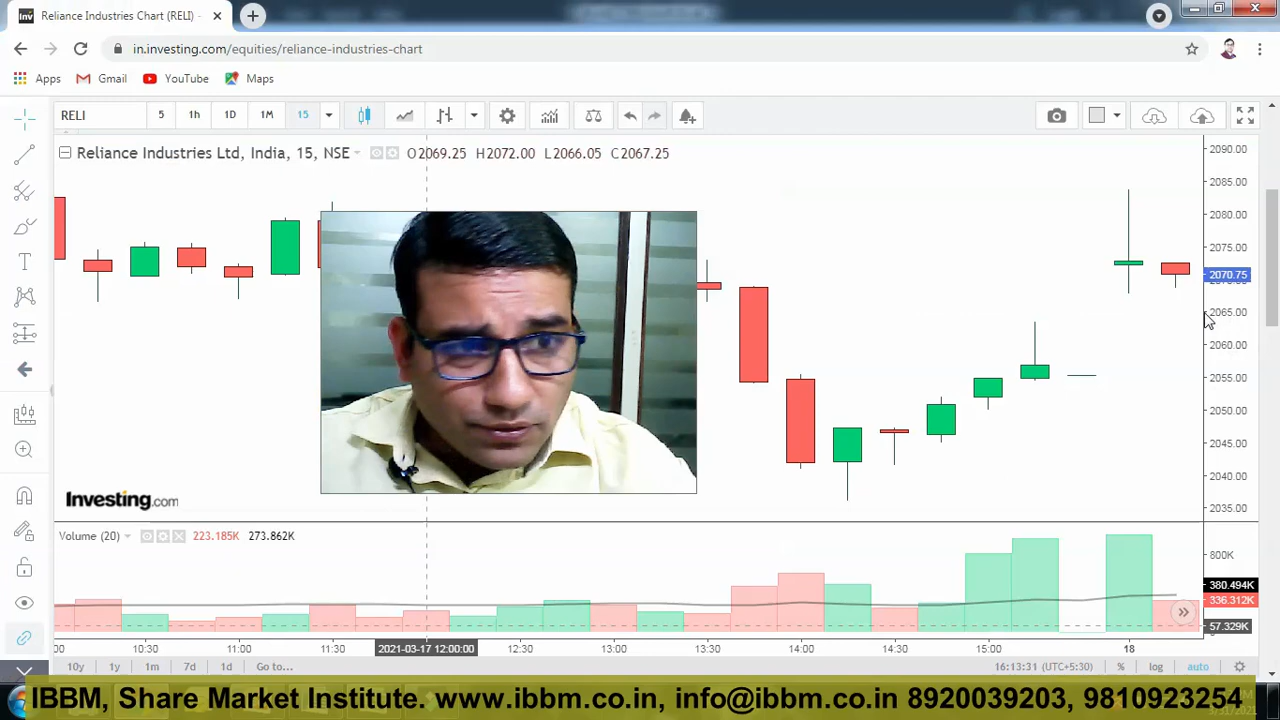 Reliance Industries Chart (RELI) -
in.investing.com/equities/reliance-industries-chart
Apps Gmail YouTube Maps
RELI 5 1h 1D 1M 15
Reliance Industries Ltd, India, 15, NSE O2069.25 H2072.00 L2066.05 C2067.25
2090.00
2085.00
2080.00
2075.00
2070.75
2065.00
2060.00
2055.00
2050.00
2045.00
2040.00
2035.00
Investing.com
Volume (20) 223.185K 273.862K
800K
380.494K
336.312K
57.329K
10:30 11:00 11:30 2021-03-17 12:00:00 12:30 13:00 13:30 14:00 14:30 15:00 18
10y 1y 1m 7d 1d Go to... 16:13:31 (UTC+5:30) % log auto
IBBM, Share Market Institute. www.ibbm.co.in, info@ibbm.co.in 8920039203, 9810923254